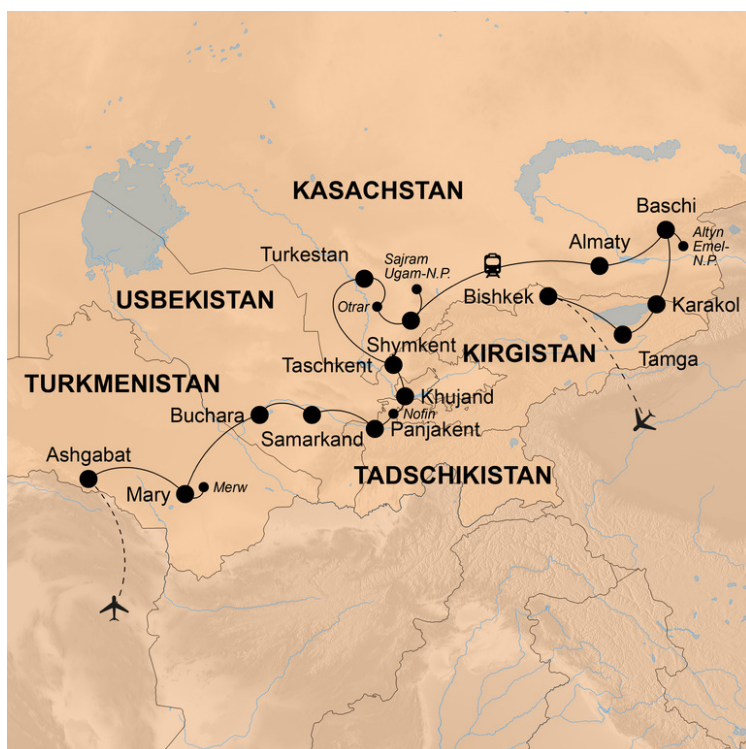 KASACHSTAN
Baschi
Altyn
Emel-
N.P.
Almaty
Turkestan
Sajram
Ugam-N.P.
Bishkek
Otrar
Karakol
USBEKISTAN
Shymkent
KIRGISTAN
Tamga
Taschkent
TURKMENISTAN
Khujand
Buchara
Nofin
Samarkand
Panjakent
Ashgabat
TADSCHIKISTAN
Mary
Merw